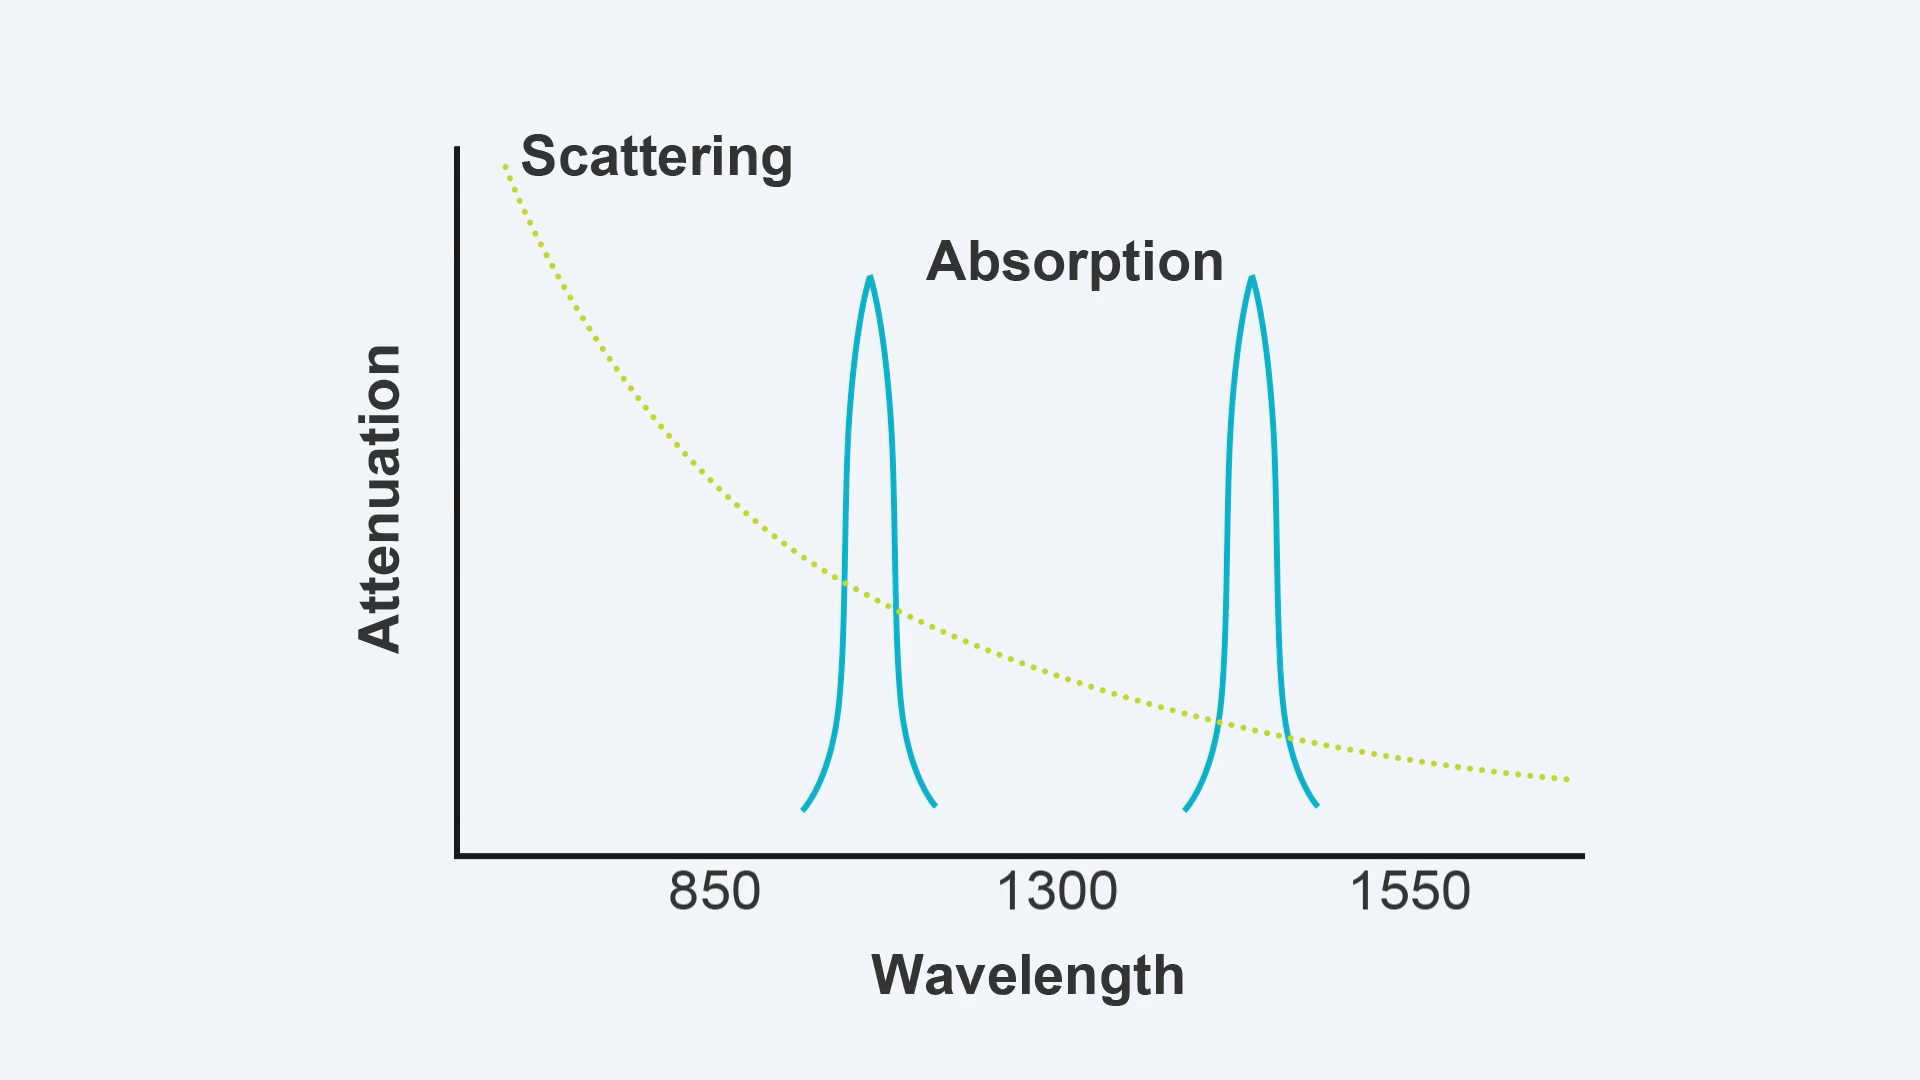 Scattering
Absorption
Attenuation
850
1300
1550
Wavelength